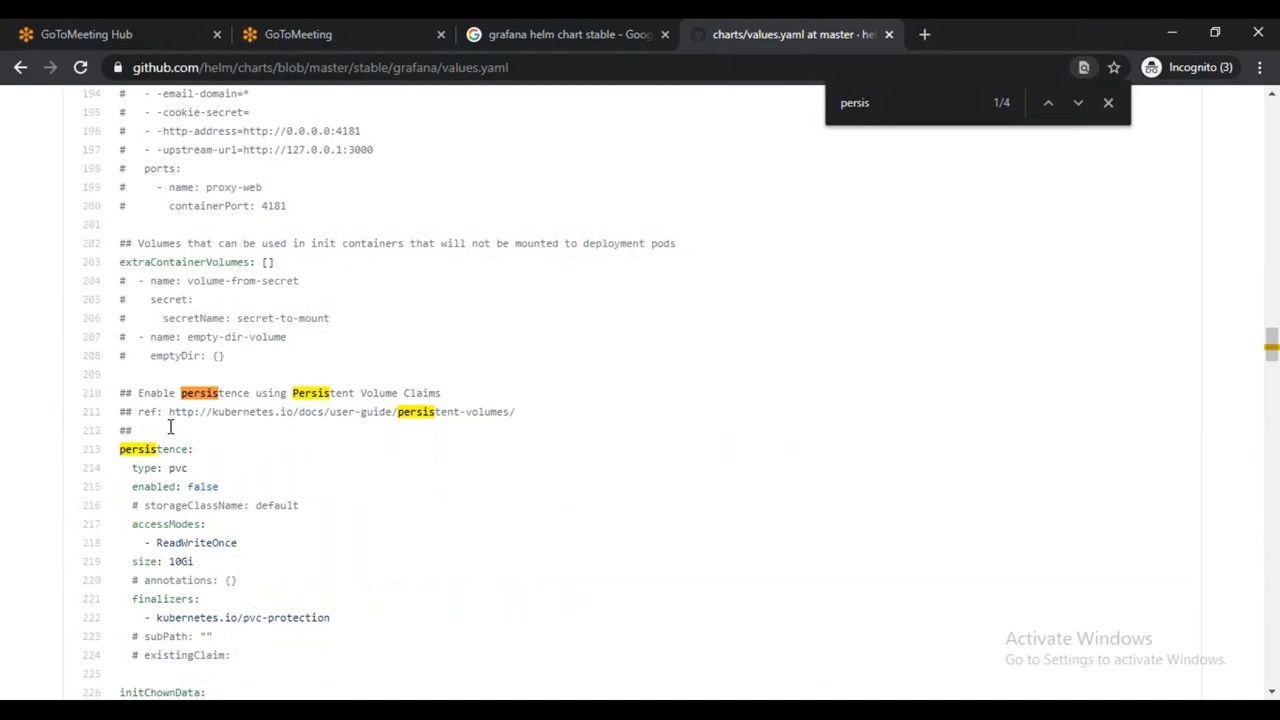 GoToMeeting Hub
GoToMeeting
grafana helm chart stable - Goog
charts/values.yaml at master · he
github.com/helm/charts/blob/master/stable/grafana/values.yaml
Incognito (3)
persis 1/4
194 # - -email-domain=*
195 # - -cookie-secret=
196 # - -http-address=http://0.0.0.0:4181
197 # - -upstream-url=http://127.0.0.1:3000
198 # ports:
199 # - name: proxy-web
200 # containerPort: 4181
201
202 ## Volumes that can be used in init containers that will not be mounted to deployment pods
203 extraContainerVolumes: []
204 # - name: volume-from-secret
205 # secret:
206 # secretName: secret-to-mount
207 # - name: empty-dir-volume
208 # emptyDir: {}
209
210 ## Enable persistence using Persistent Volume Claims
211 ## ref: http://kubernetes.io/docs/user-guide/persistent-volumes/
212 ##
213 persistence:
214 type: pvc
215 enabled: false
216 # storageClassName: default
217 accessModes:
218 - ReadWriteOnce
219 size: 10Gi
220 # annotations: {}
221 finalizers:
222 - kubernetes.io/pvc-protection
223 # subPath: ""
224 # existingClaim:
225
226 initChownData:
Activate Windows
Go to Settings to activate Windows.